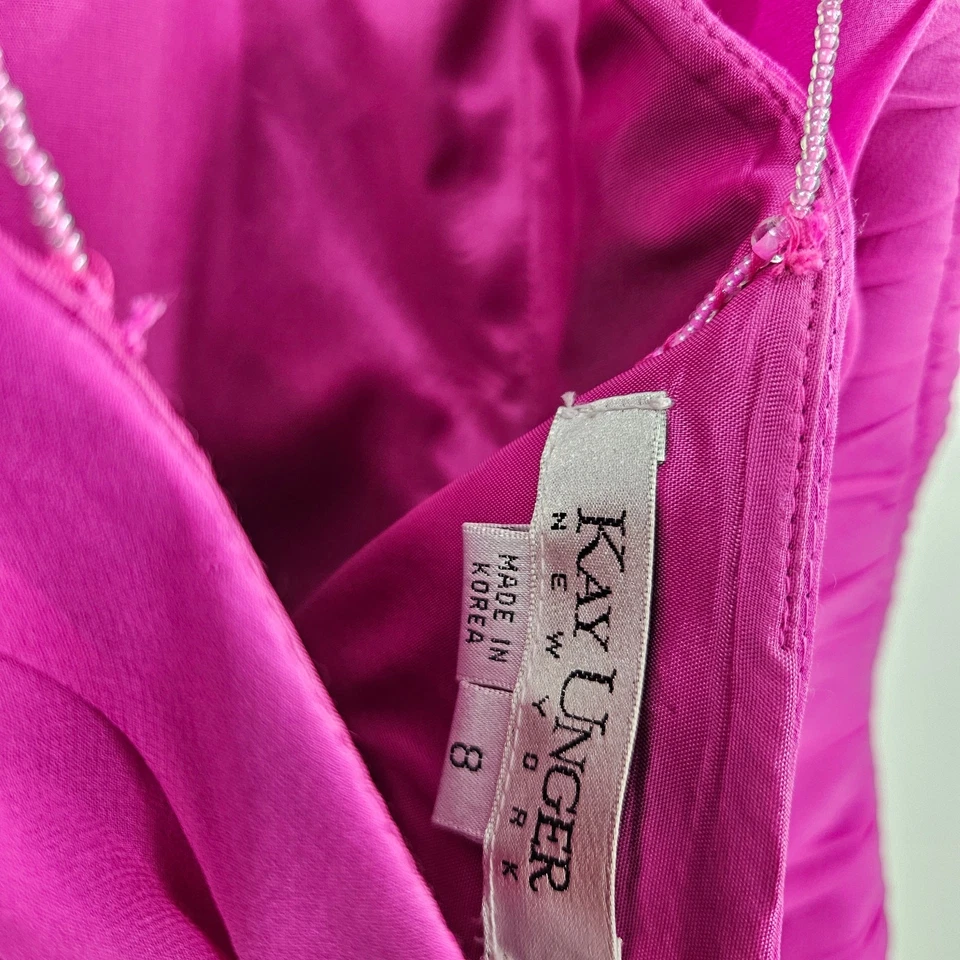 KAY UNGER
NEW YORK
MADE IN
KOREA
8